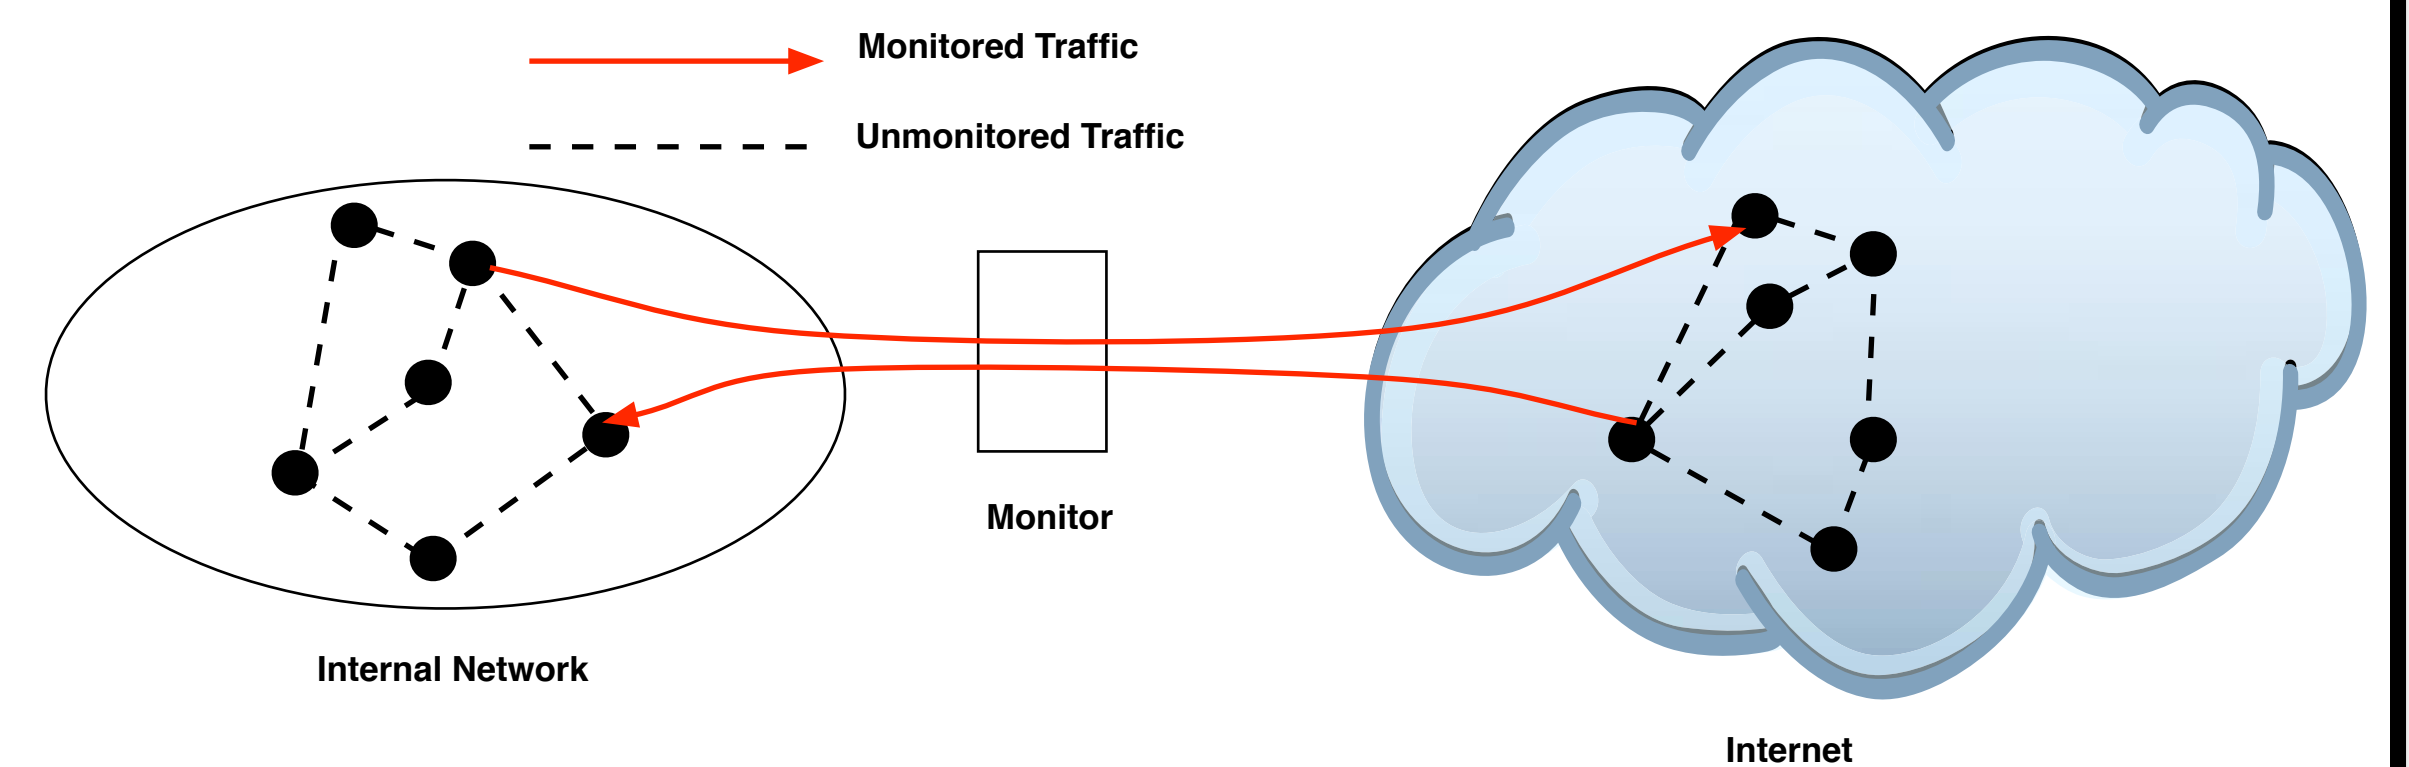 Monitored Traffic
Unmonitored Traffic
Monitor
Internal Network
Internet